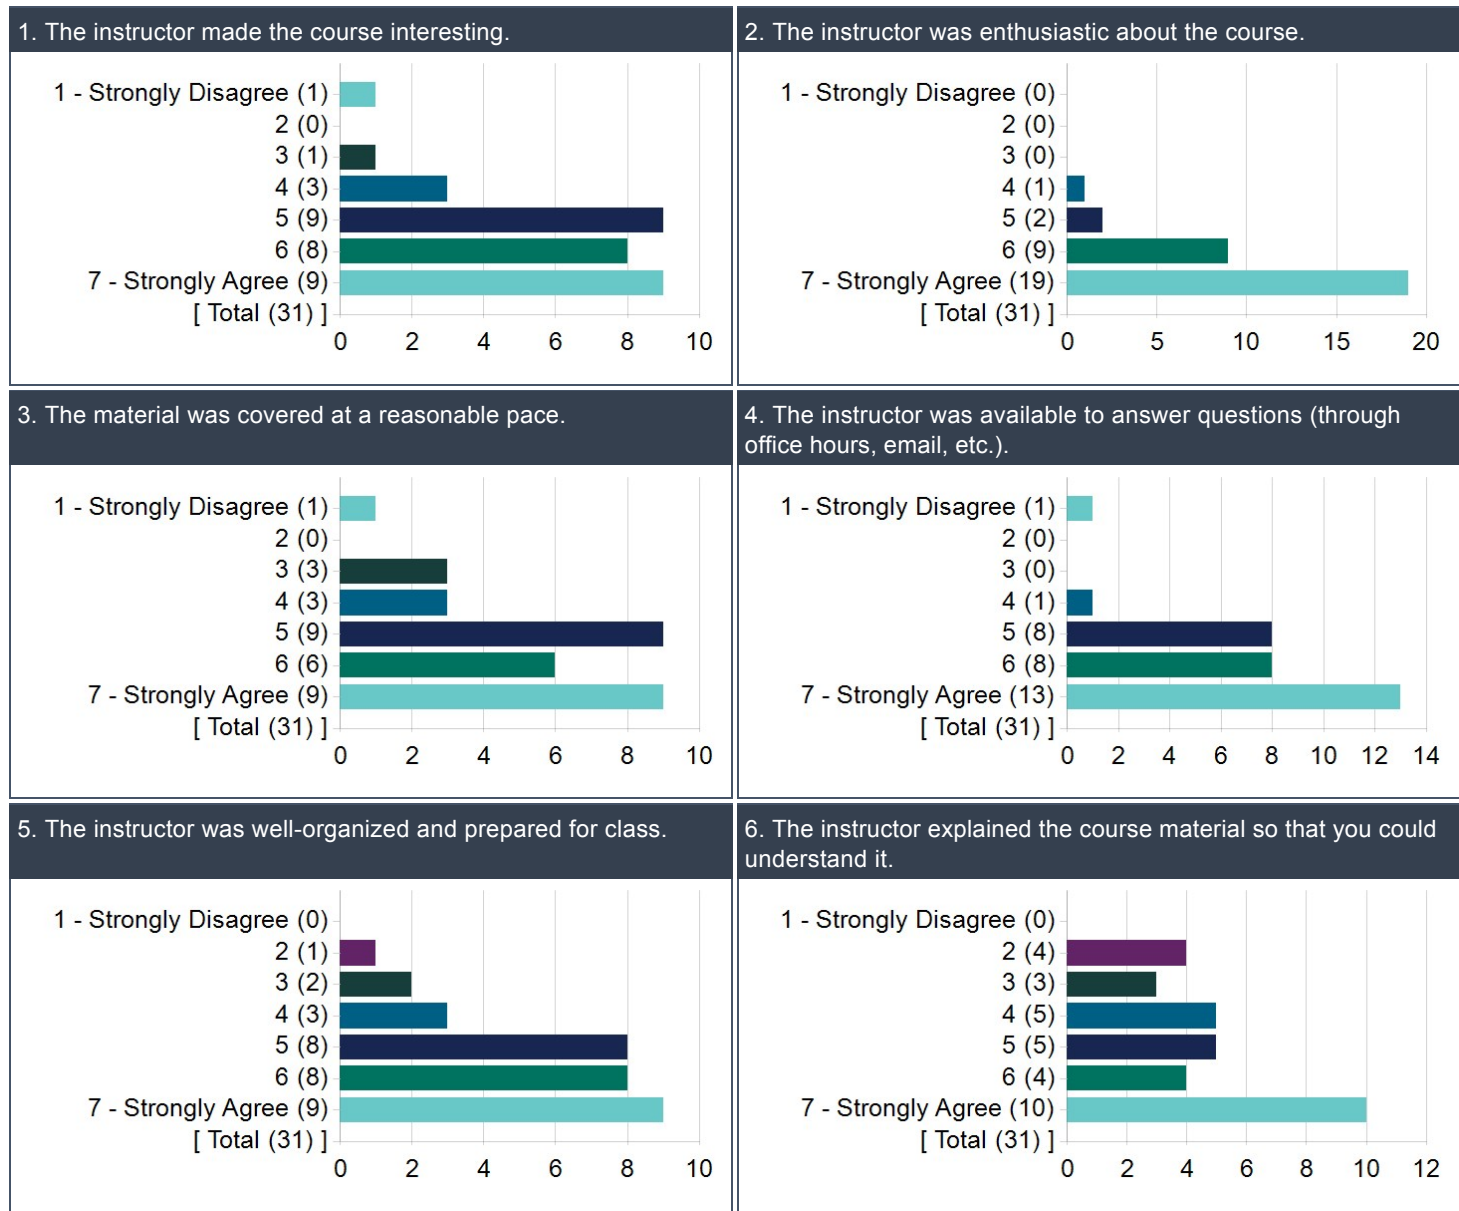 1. The instructor made the course interesting.
1 - Strongly Disagree (1)
2 (0)
3 (1)
4 (3)
5 (9)
6 (8)
7 - Strongly Agree (9)
[ Total (31) ]
0 2 4 6 8 10
2. The instructor was enthusiastic about the course.
1 - Strongly Disagree (0)
2 (0)
3 (0)
4 (1)
5 (2)
6 (9)
7 - Strongly Agree (19)
[ Total (31) ]
0 5 10 15 20
3. The material was covered at a reasonable pace.
1 - Strongly Disagree (1)
2 (0)
3 (3)
4 (3)
5 (9)
6 (6)
7 - Strongly Agree (9)
[ Total (31) ]
0 2 4 6 8 10
4. The instructor was available to answer questions (through
office hours, email, etc.).
1 - Strongly Disagree (1)
2 (0)
3 (0)
4 (1)
5 (8)
6 (8)
7 - Strongly Agree (13)
[ Total (31) ]
0 2 4 6 8 10 12 14
5. The instructor was well-organized and prepared for class.
1 - Strongly Disagree (0)
2 (1)
3 (2)
4 (3)
5 (8)
6 (8)
7 - Strongly Agree (9)
[ Total (31) ]
0 2 4 6 8 10
6. The instructor explained the course material so that you could
understand it.
1 - Strongly Disagree (0)
2 (4)
3 (3)
4 (5)
5 (5)
6 (4)
7 - Strongly Agree (10)
[ Total (31) ]
0 2 4 6 8 10 12